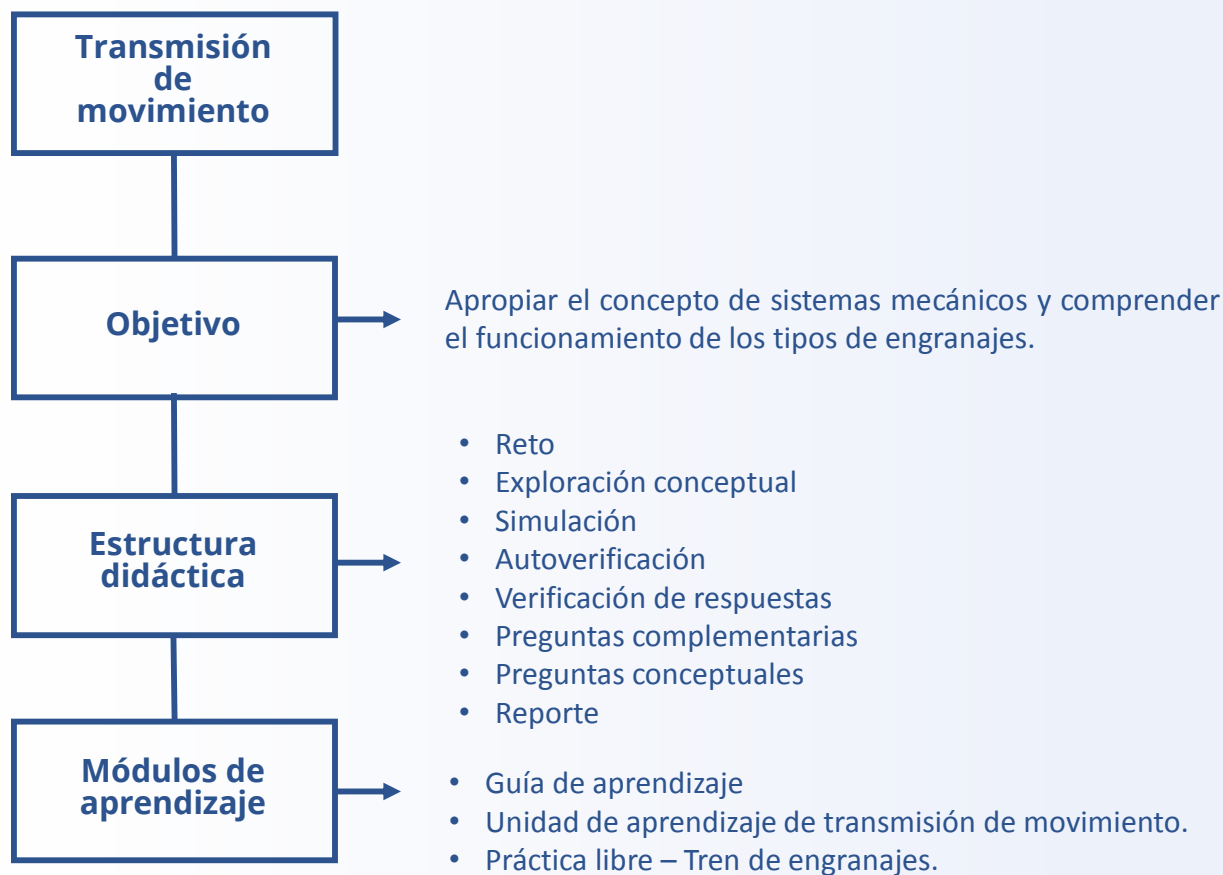 Transmisión
de
movimiento
Objetivo
Apropiar el concepto de sistemas mecánicos y comprender
el funcionamiento de los tipos de engranajes.
Estructura
didáctica
• Reto
• Exploración conceptual
• Simulación
• Autoverificación
• Verificación de respuestas
• Preguntas complementarias
• Preguntas conceptuales
• Reporte
Módulos de
aprendizaje
• Guía de aprendizaje
• Unidad de aprendizaje de transmisión de movimiento.
• Práctica libre – Tren de engranajes.